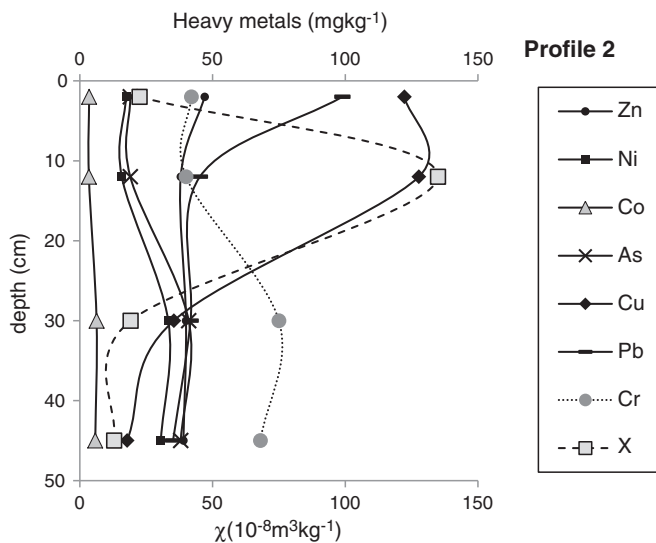 Heavy metals (mgkg⁻¹)
0 50 100 150
Profile 2
0
10
20
30
40
50
depth (cm)
0 50 100 150
χ(10⁻⁸m³kg⁻¹)
Zn
Ni
Co
As
Cu
Pb
Cr
X